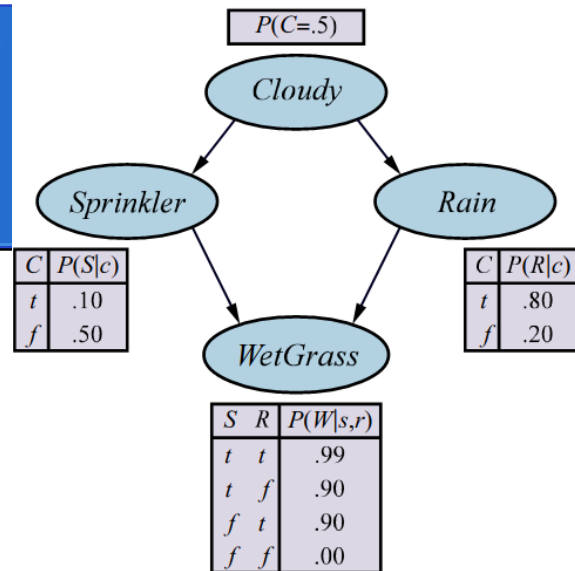 P(C=.5)
Cloudy
Sprinkler
Rain
C P(S|c)
t .10
f .50
C P(R|c)
t .80
f .20
WetGrass
S R P(W|s,r)
t t .99
t f .90
f t .90
f f .00